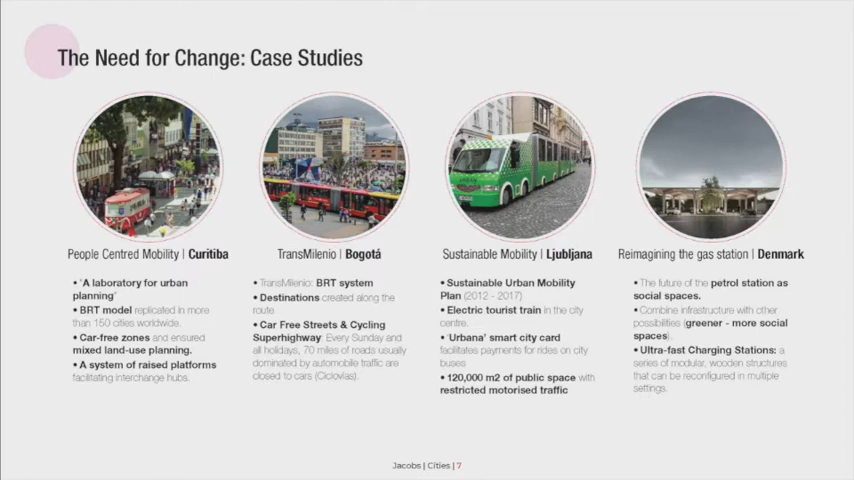 The Need for Change: Case Studies
People Centred Mobility | Curitiba
• 'A laboratory for urban
planning'
• BRT model replicated in more
than 150 cities worldwide.
• Car-free zones and ensured
mixed land-use planning.
• A system of raised platforms
facilitating interchange hubs.
TransMilenio | Bogotá
• TransMilenio: BRT system
• Destinations created along the
route.
• Car Free Streets & Cycling
Superhighway: Every Sunday and
all holidays, 70 miles of roads usually
dominated by automobile traffic are
closed to cars (Ciclovías).
Sustainable Mobility | Ljubljana
• Sustainable Urban Mobility
Plan (2012 - 2017)
• Electric tourist train in the city
centre.
• 'Urbana' smart city card
facilitates payments for rides on city
buses
• 120,000 m2 of public space with
restricted motorised traffic
Reimagining the gas station | Denmark
• The future of the petrol station as
social spaces.
• Combine infrastructure with other
possibilities (greener - more social
spaces).
• Ultra-fast Charging Stations: a
series of modular, wooden structures
that can be reconfigured in multiple
settings.
Jacobs | Cities | 7